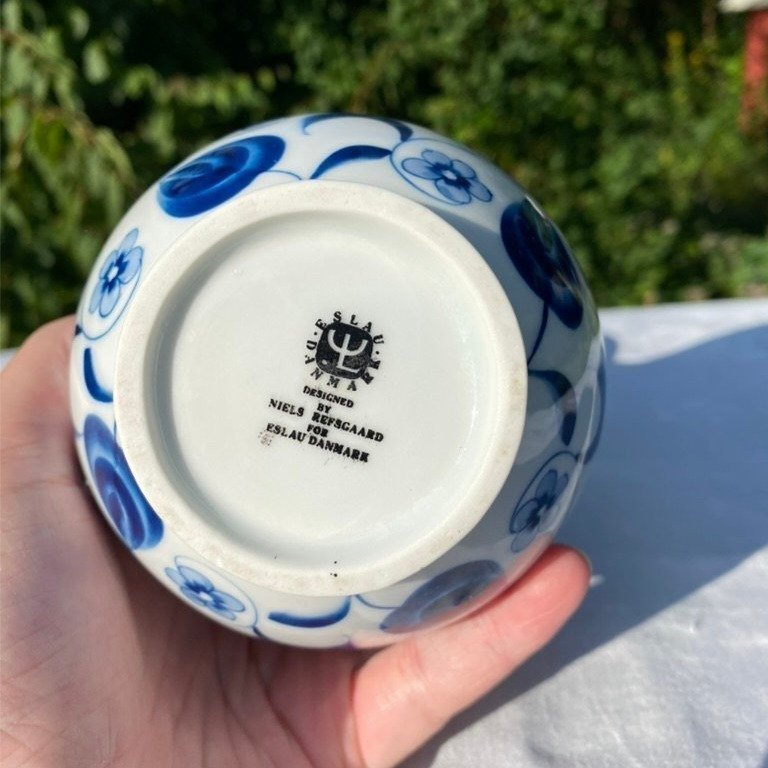 ESLAU · DANMARK ·
DESIGNED
BY
NIELS REFSGAARD
FOR
ESLAU DANMARK